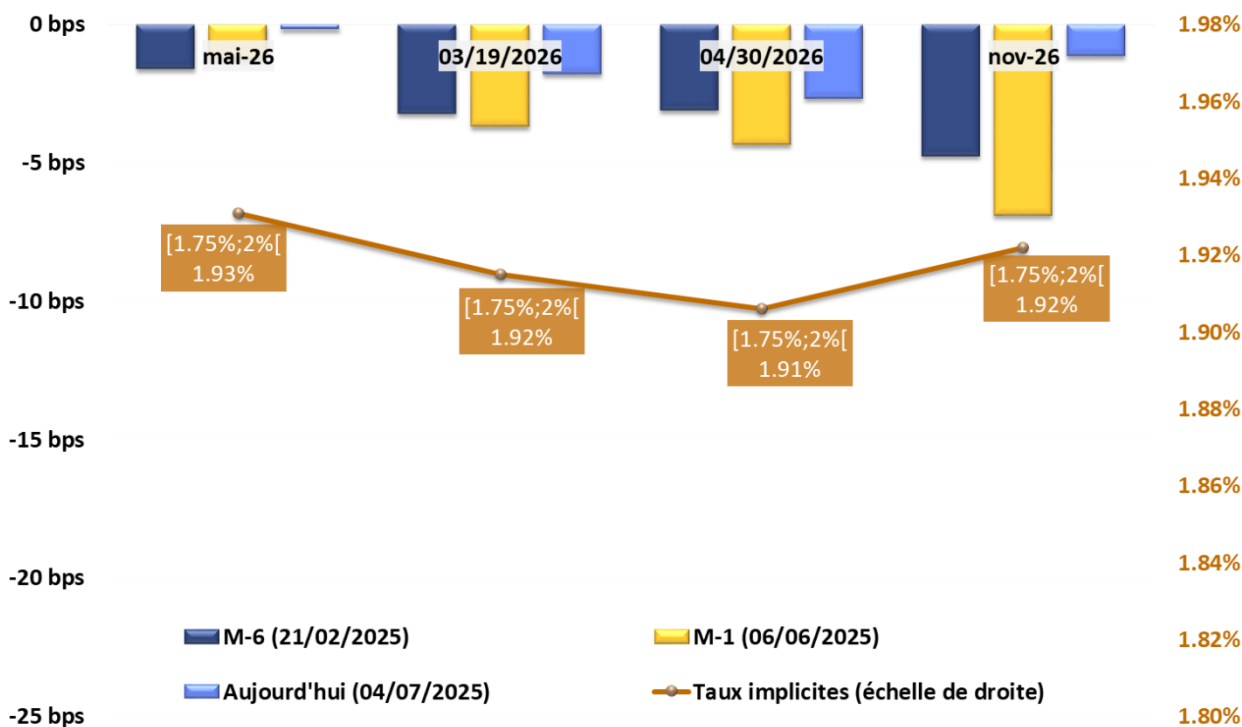 0 bps
-5 bps
-10 bps
-15 bps
-20 bps
-25 bps
mai-26
03/19/2026
04/30/2026
nov-26
[1.75%;2%[
1.93%
[1.75%;2%[
1.92%
[1.75%;2%[
1.91%
[1.75%;2%[
1.92%
1.98%
1.96%
1.94%
1.92%
1.90%
1.88%
1.86%
1.84%
1.82%
1.80%
M-6 (21/02/2025)
M-1 (06/06/2025)
Aujourd'hui (04/07/2025)
Taux implicites (échelle de droite)